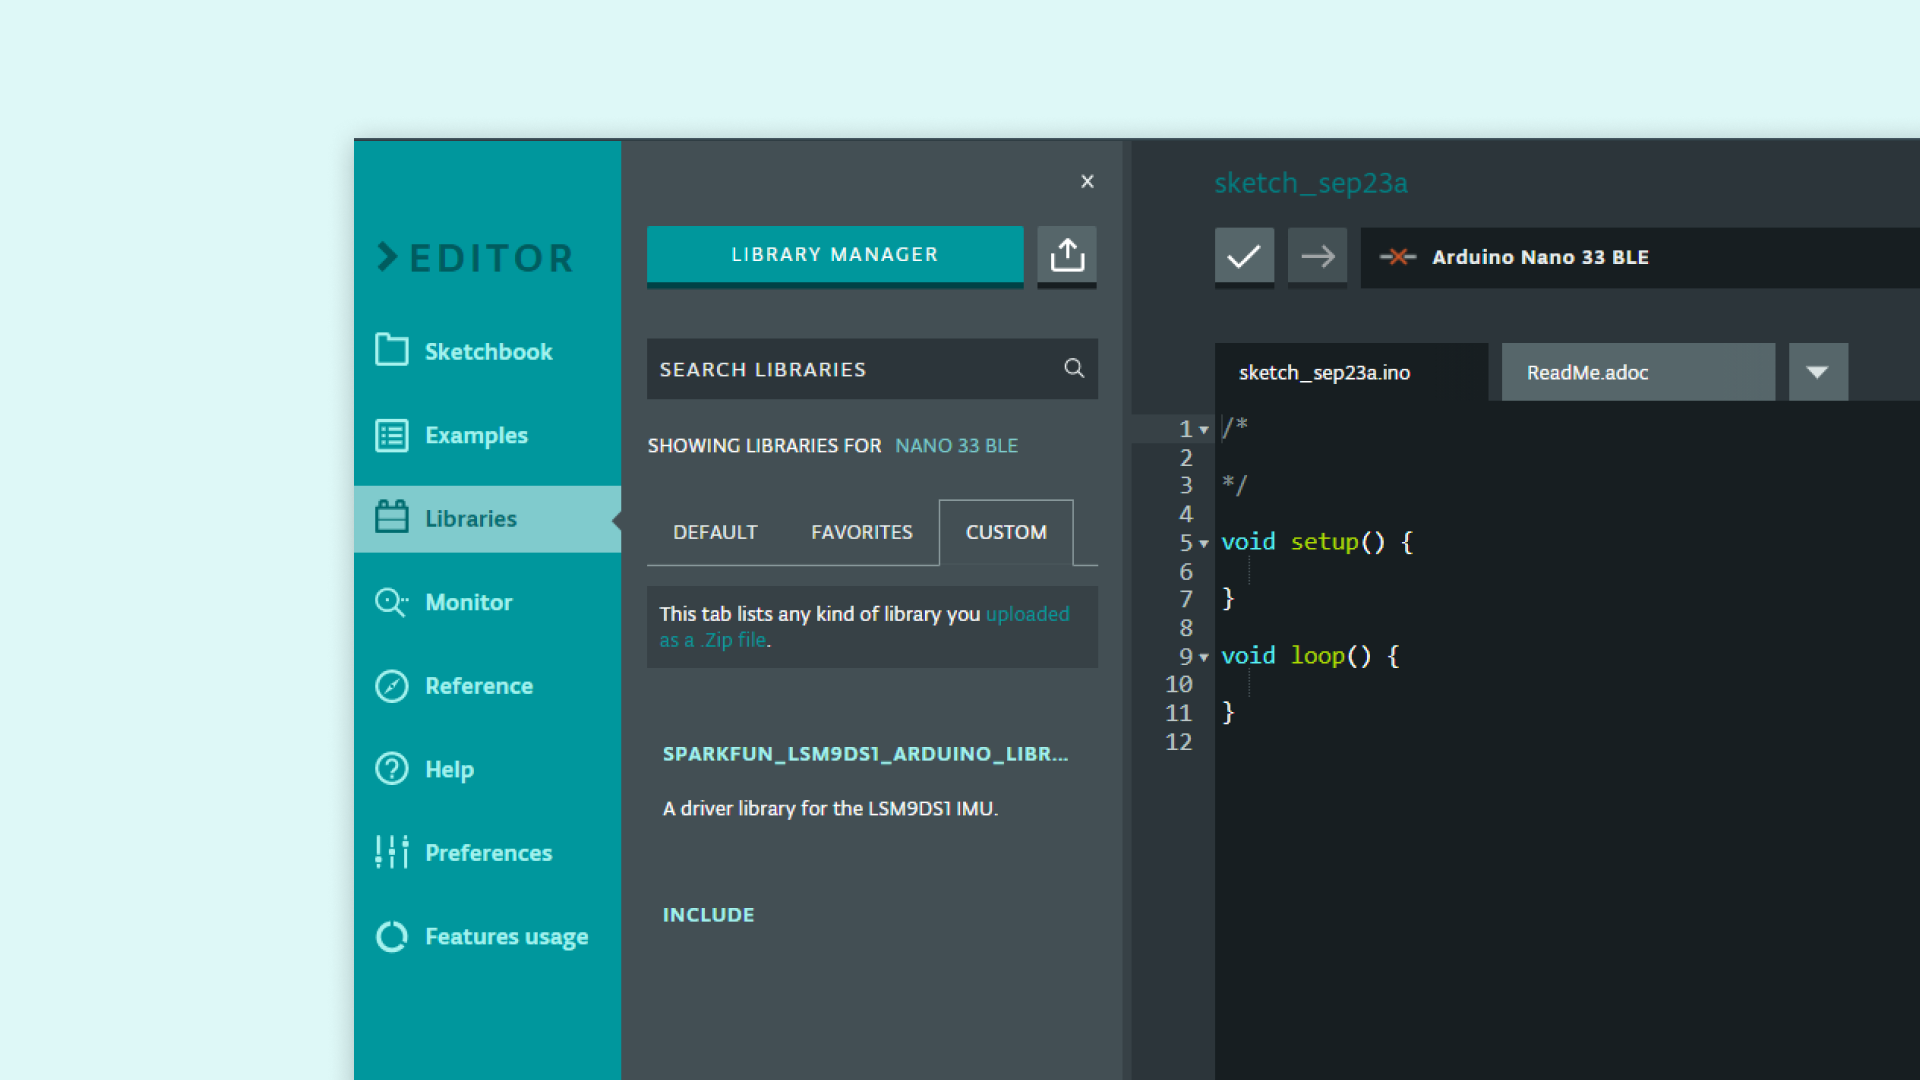 EDITOR
Sketchbook
Examples
Libraries
Monitor
Reference
Help
Preferences
Features usage
LIBRARY MANAGER
SEARCH LIBRARIES
SHOWING LIBRARIES FOR NANO 33 BLE
DEFAULT FAVORITES CUSTOM
This tab lists any kind of library you uploaded
as a .Zip file.
SPARKFUN_LSM9DS1_ARDUINO_LIBR...
A driver library for the LSM9DS1 IMU.
INCLUDE
sketch_sep23a
Arduino Nano 33 BLE
sketch_sep23a.ino ReadMe.adoc
1 /*
2
3 */
4
5 void setup() {
6
7 }
8
9 void loop() {
10
11 }
12